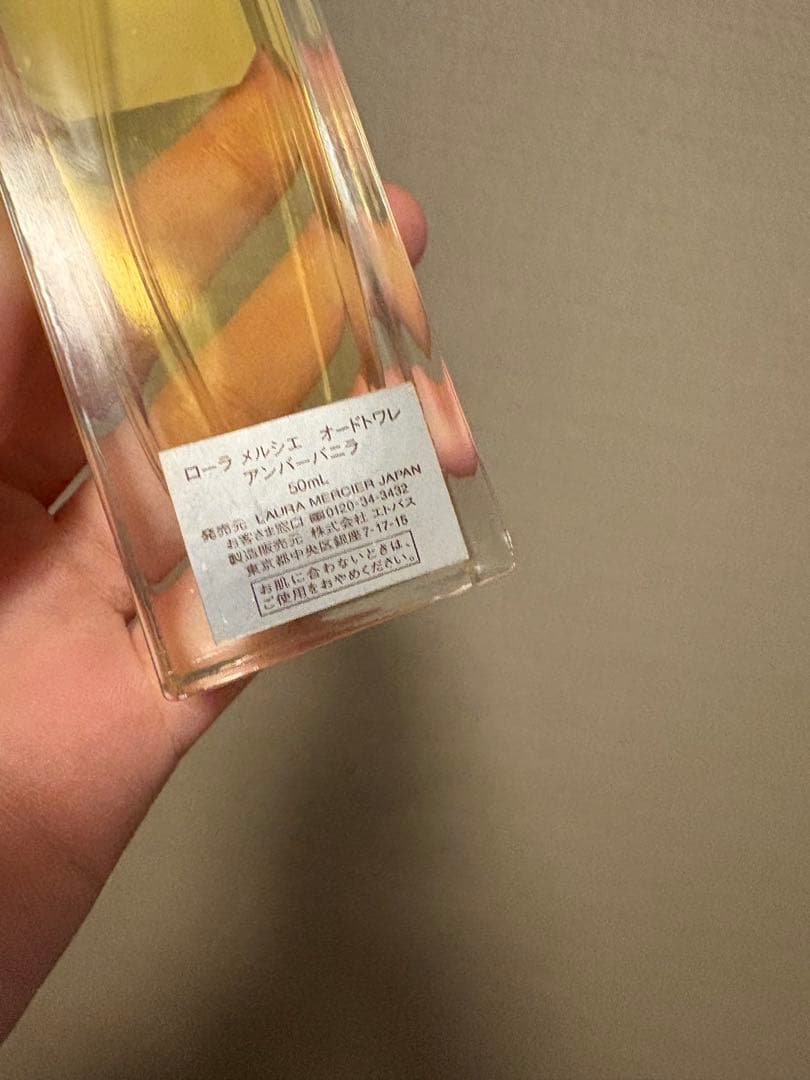 ローラ メルシエ オードトワレ
アンバーバニラ
50mL
発売元 LAURA MERCIER JAPAN
お客さま窓口 0120-34-3432
製造販売元 株式会社 エトバス
東京都中央区銀座7-17-15
お肌に合わないときは、
ご使用をおやめください。